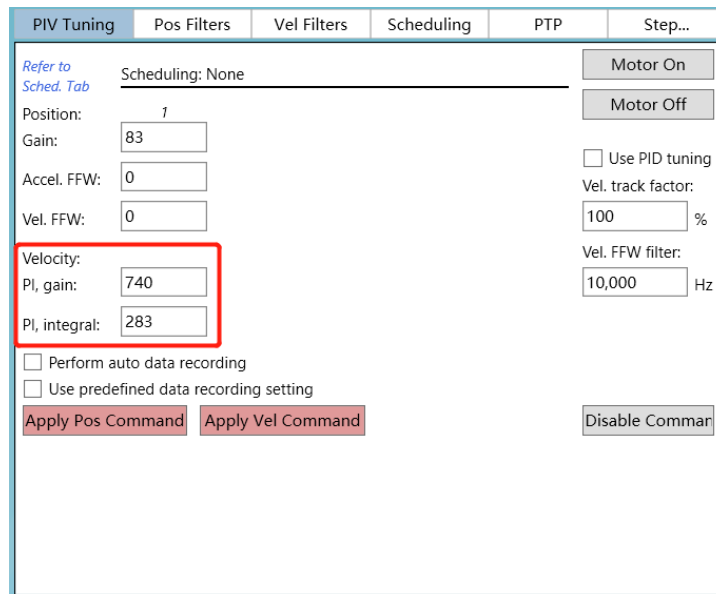 PIV Tuning Pos Filters Vel Filters Scheduling PTP Step...
Refer to
Sched. Tab
Scheduling: None
Motor On
Position: 1
Motor Off
Gain: 83
Use PID tuning
Accel. FFW: 0
Vel. track factor:
Vel. FFW: 0
100 %
Velocity:
Vel. FFW filter:
PI, gain: 740
10,000 Hz
PI, integral: 283
Perform auto data recording
Use predefined data recording setting
Apply Pos Command Apply Vel Command Disable Comman